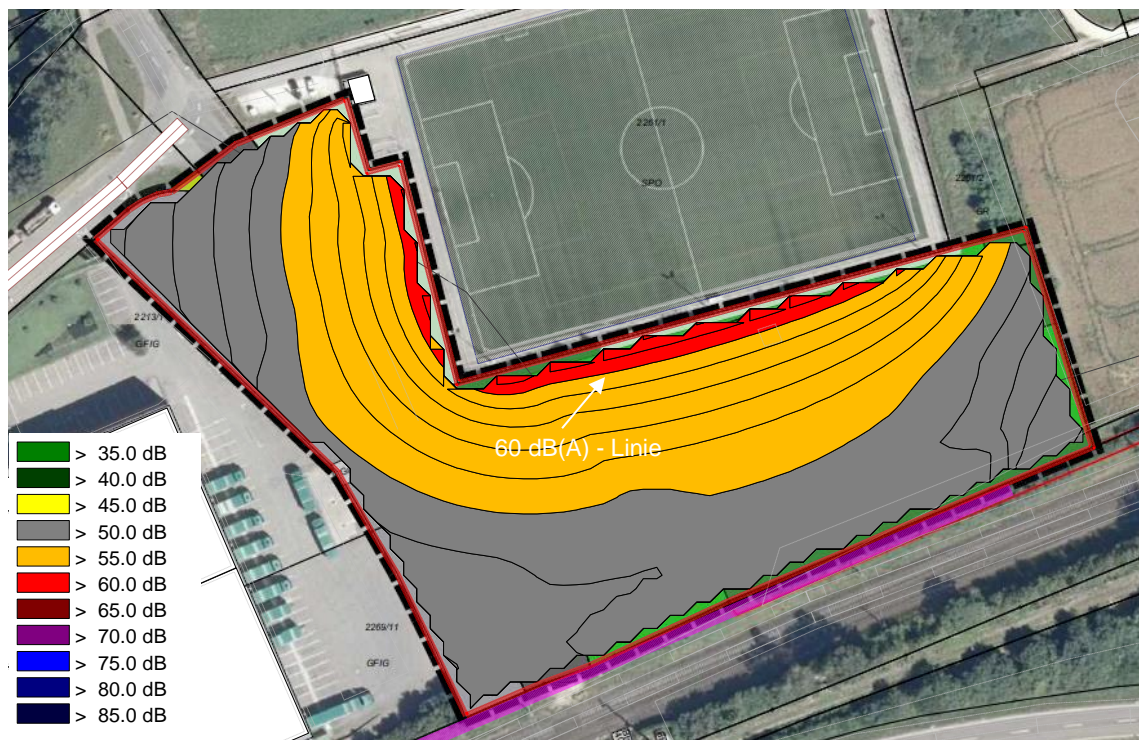 2261/1
SPO
GR
2213/1
GFIG
60 dB(A) - Linie
> 35.0 dB
> 40.0 dB
> 45.0 dB
> 50.0 dB
> 55.0 dB
> 60.0 dB
> 65.0 dB
> 70.0 dB
> 75.0 dB
> 80.0 dB
> 85.0 dB
2269/11
GFIG